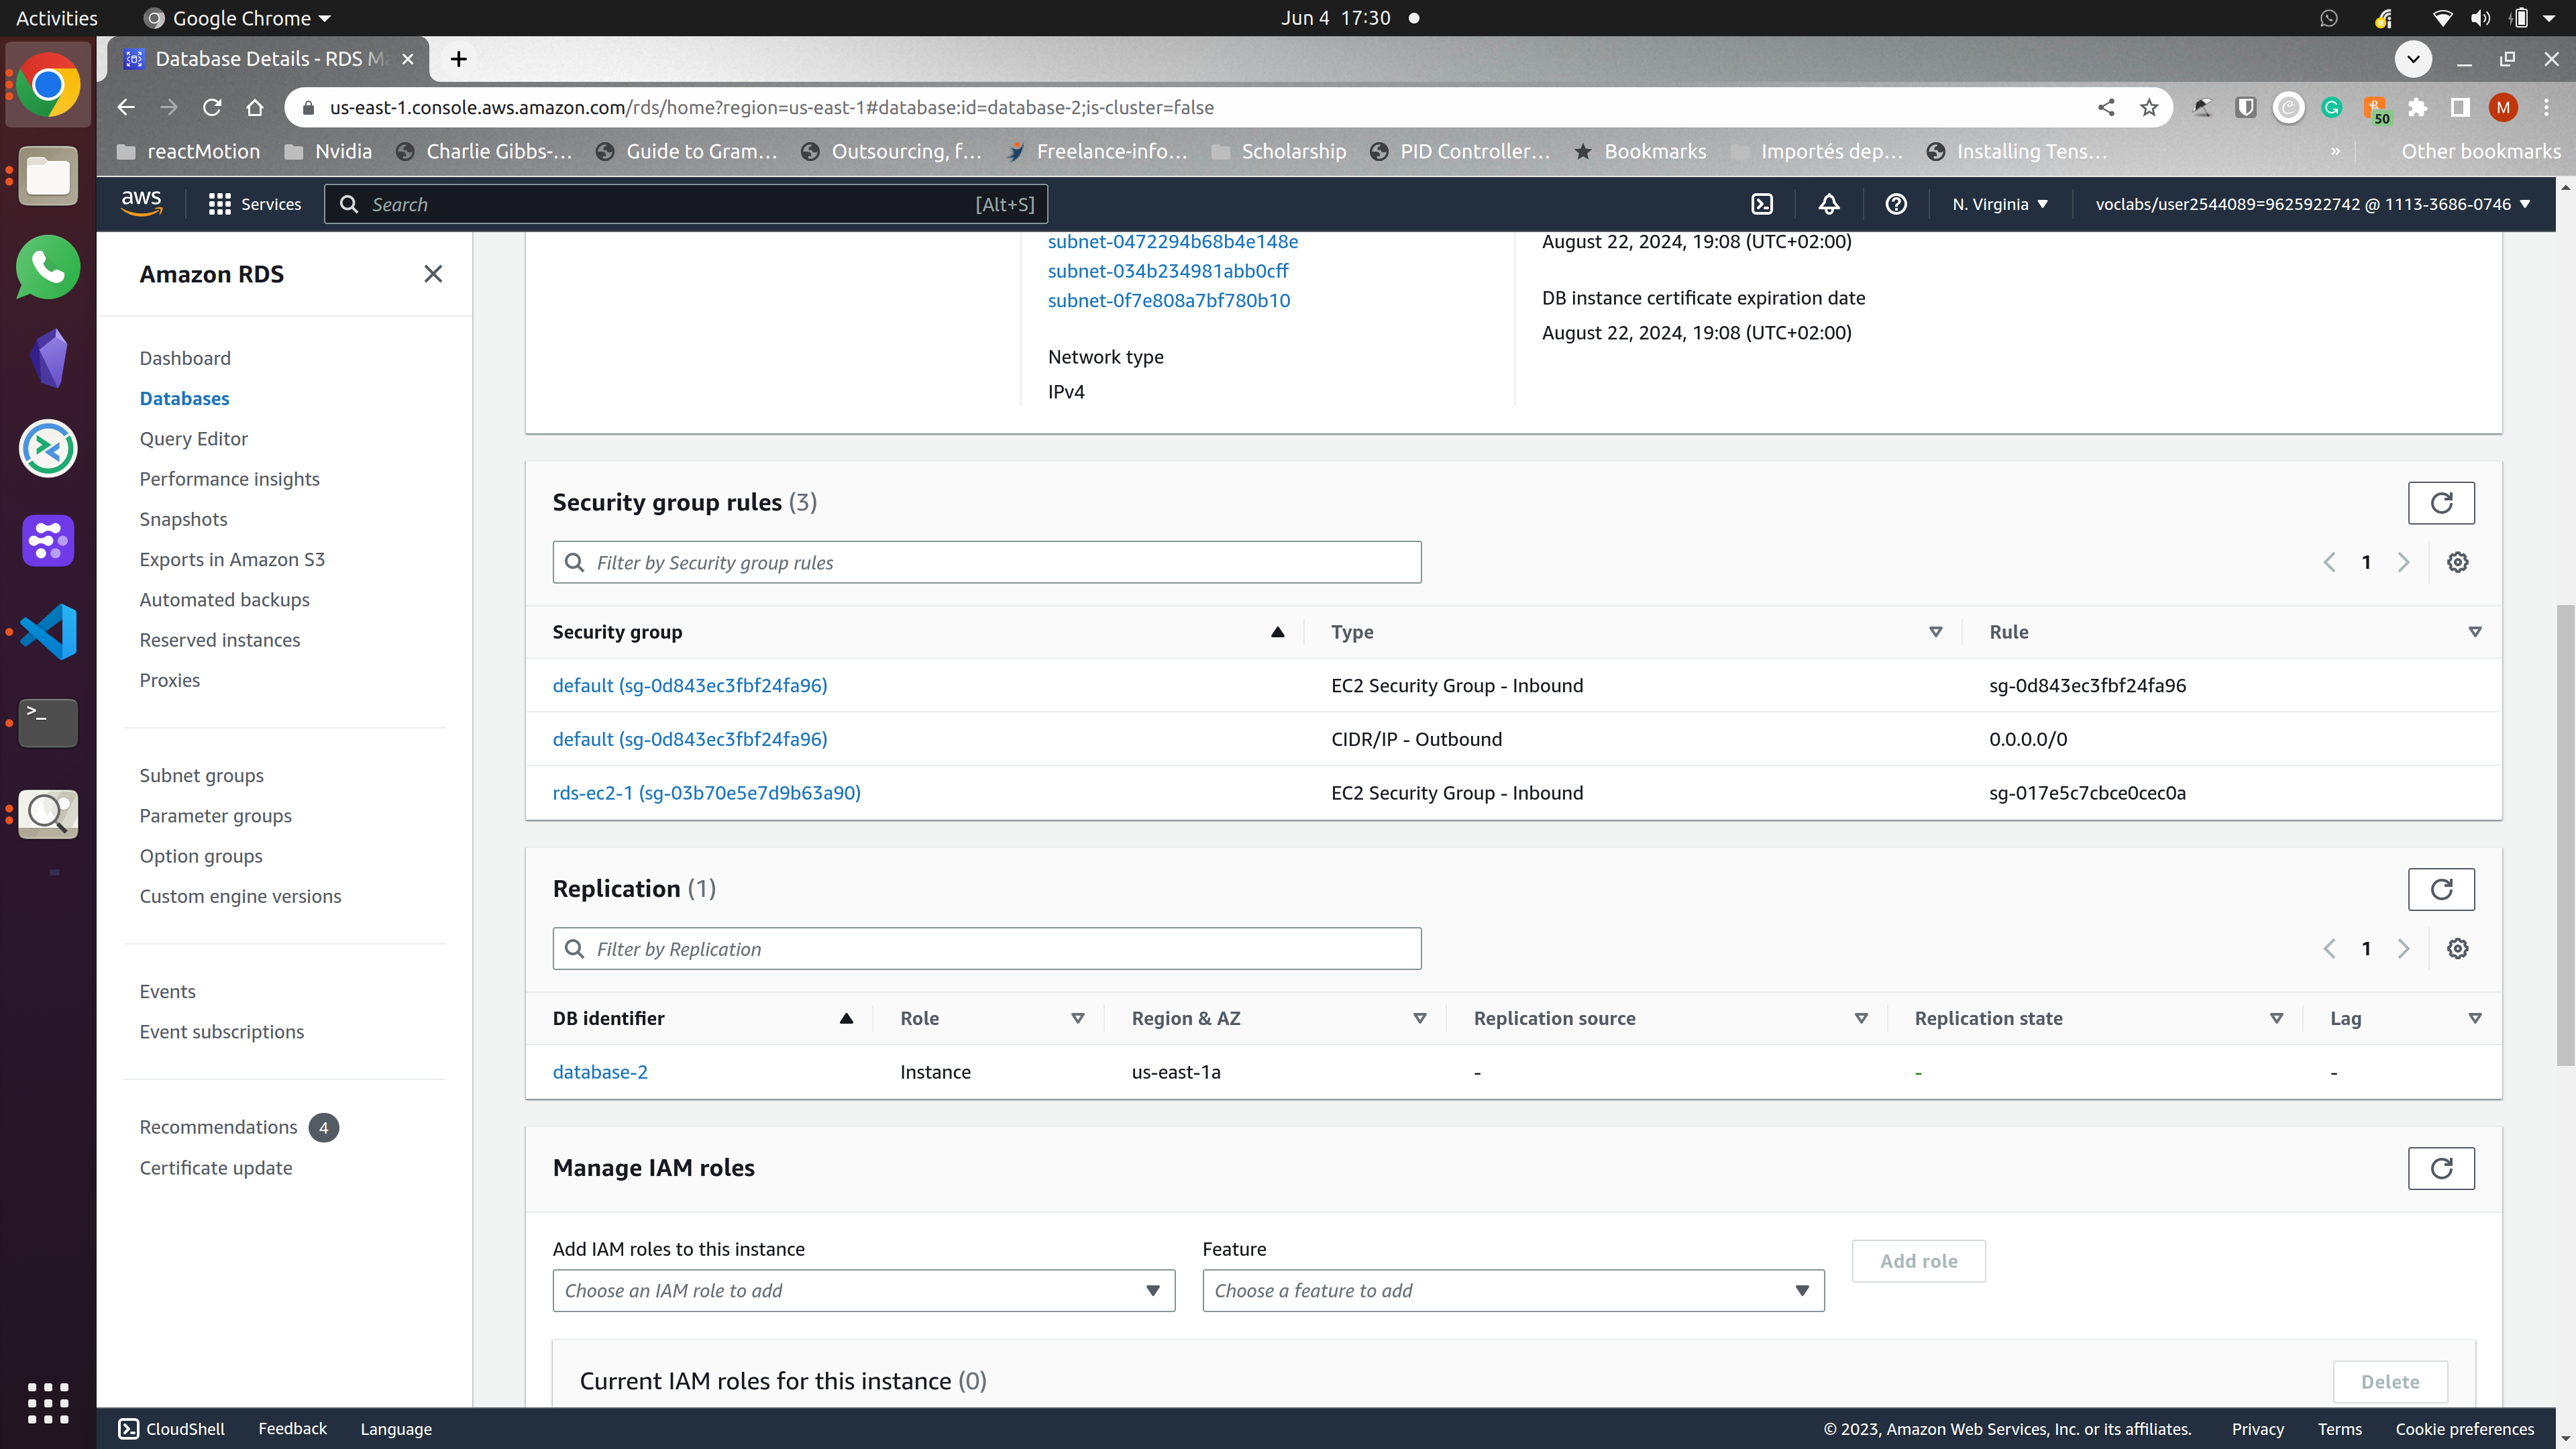 Activities
Google Chrome
Jun 4 17:30
Database Details - RDS Ma
us-east-1.console.aws.amazon.com/rds/home?region=us-east-1#database:id=database-2;is-cluster=false
50
M
reactMotion
Nvidia
Charlie Gibbs-...
Guide to Gram...
Outsourcing, f...
Freelance-info...
Scholarship
PID Controller...
Bookmarks
Importés dep...
Installing Tens...
»
Other bookmarks
aws
Services
Search
[Alt+S]
N. Virginia
voclabs/user2544089=9625922742 @ 1113-3686-0746
Amazon RDS
Dashboard
Databases
Query Editor
Performance insights
Snapshots
Exports in Amazon S3
Automated backups
Reserved instances
Proxies
Subnet groups
Parameter groups
Option groups
Custom engine versions
Events
Event subscriptions
Recommendations 4
Certificate update
subnet-0472294b68b4e148e
subnet-034b234981abb0cff
subnet-0f7e808a7bf780b10
Network type
IPv4
August 22, 2024, 19:08 (UTC+02:00)
DB instance certificate expiration date
August 22, 2024, 19:08 (UTC+02:00)
Security group rules (3)
Filter by Security group rules
1
Security group Type Rule
default (sg-0d843ec3fbf24fa96) EC2 Security Group - Inbound sg-0d843ec3fbf24fa96
default (sg-0d843ec3fbf24fa96) CIDR/IP - Outbound 0.0.0.0/0
rds-ec2-1 (sg-03b70e5e7d9b63a90) EC2 Security Group - Inbound sg-017e5c7cbce0cec0a
Replication (1)
Filter by Replication
1
DB identifier Role Region & AZ Replication source Replication state Lag
database-2 Instance us-east-1a - - -
Manage IAM roles
Add IAM roles to this instance
Choose an IAM role to add
Feature
Choose a feature to add
Add role
Current IAM roles for this instance (0)
Delete
CloudShell
Feedback
Language
© 2023, Amazon Web Services, Inc. or its affiliates.
Privacy
Terms
Cookie preferences